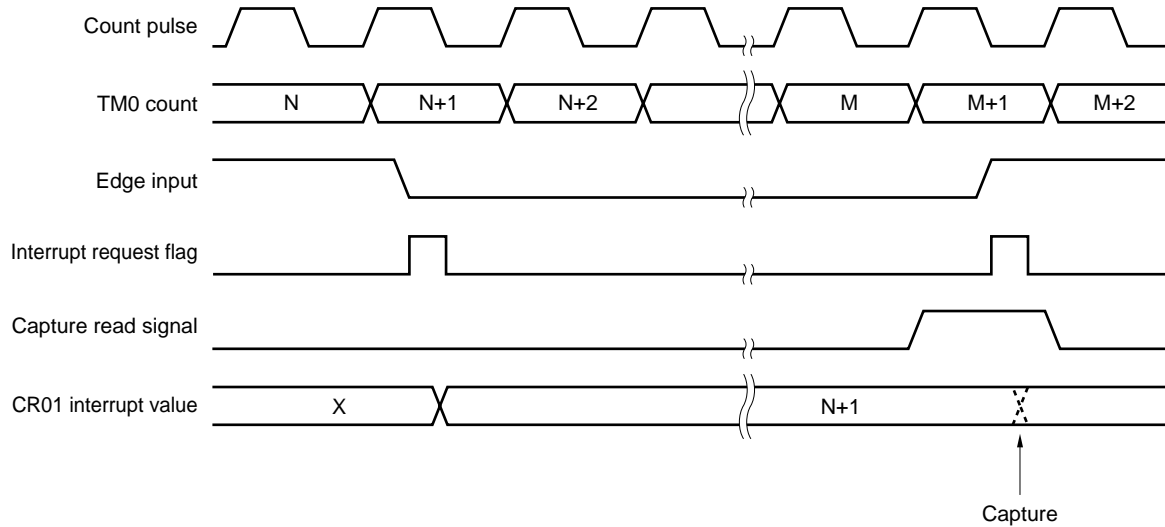 Count pulse
TM0 count N N+1 N+2 M M+1 M+2
Edge input
Interrupt request flag
Capture read signal
CR01 interrupt value X N+1
Capture